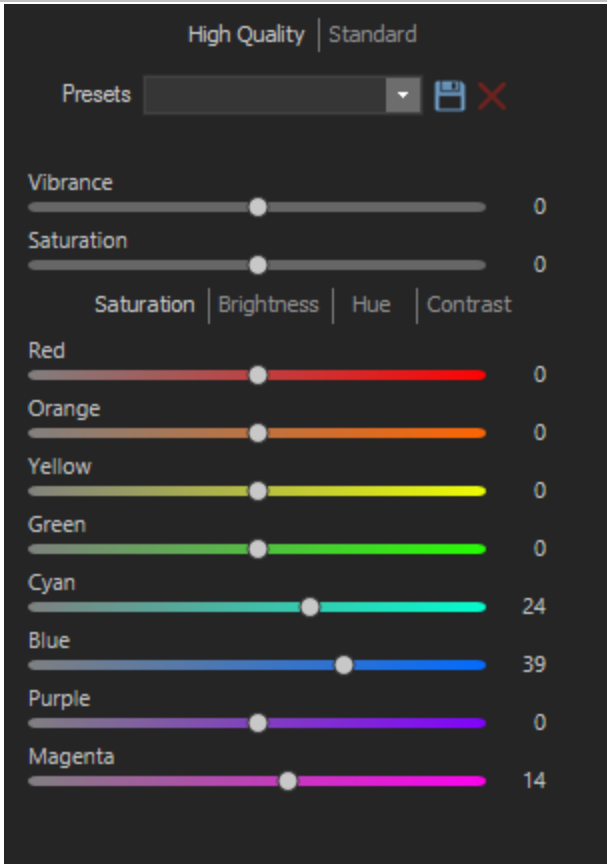 High Quality Standard
Presets
Vibrance
0
Saturation
0
Saturation Brightness Hue Contrast
Red
0
Orange
0
Yellow
0
Green
0
Cyan
24
Blue
39
Purple
0
Magenta
14